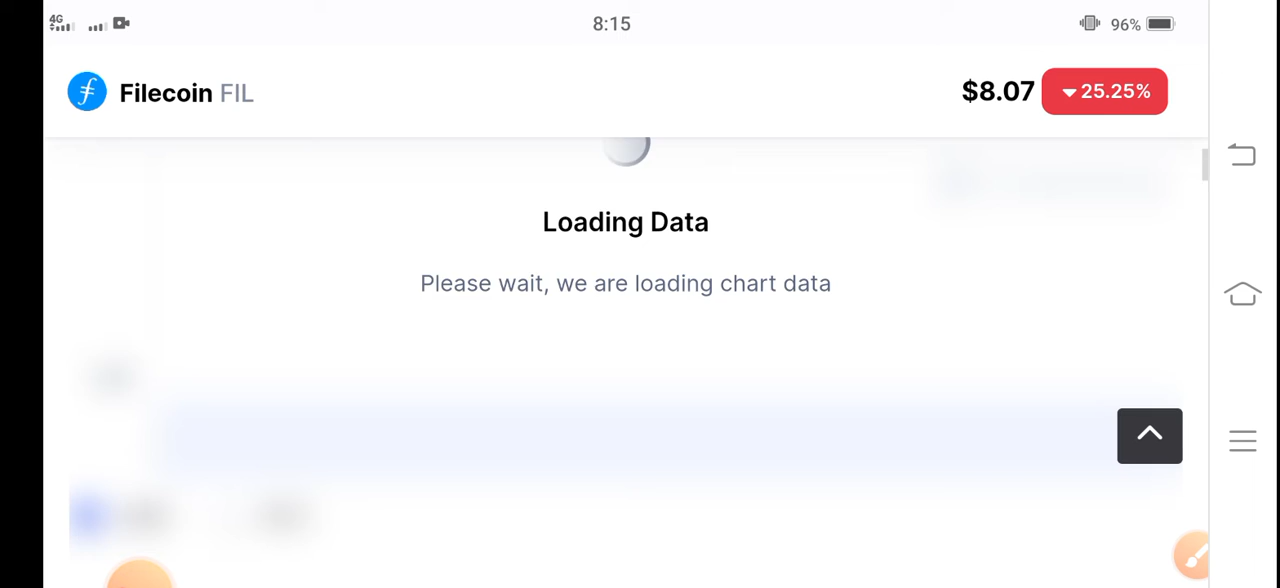 4G 8:15 96%
Filecoin FIL $8.07 25.25%
Loading Data
Please wait, we are loading chart data